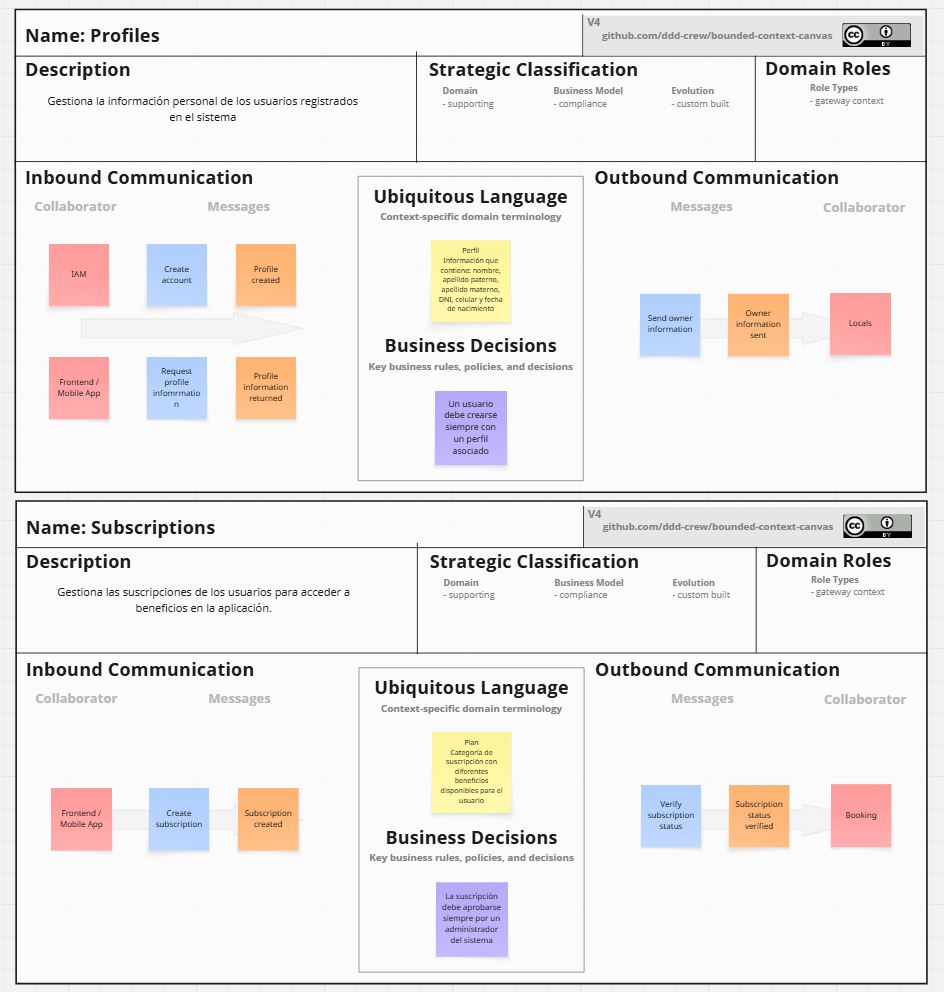 Name: Profiles
V4
github.com/ddd-crew/bounded-context-canvas
CC
BY
Description
Gestiona la información personal de los usuarios registrados
en el sistema
Strategic Classification
Domain
- supporting
Business Model
- compliance
Evolution
- custom built
Domain Roles
Role Types
- gateway context
Inbound Communication
Collaborator
Messages
IAM
Create
account
Profile
created
Frontend /
Mobile App
Request
profile
infomrmatio
n
Profile
information
returned
Ubiquitous Language
Context-specific domain terminology
Perfil
Información que
contiene: nombre,
apellido paterno,
apellido materno,
DNI, celular y fecha
de nacimiento
Business Decisions
Key business rules, policies, and decisions
Un usuario
debe crearse
siempre con
un perfil
asociado
Outbound Communication
Messages
Collaborator
Send owner
information
Owner
information
sent
Locals
Name: Subscriptions
V4
github.com/ddd-crew/bounded-context-canvas
CC
BY
Description
Gestiona las suscripciones de los usuarios para acceder a
beneficios en la aplicación.
Strategic Classification
Domain
- supporting
Business Model
- compliance
Evolution
- custom built
Domain Roles
Role Types
- gateway context
Inbound Communication
Collaborator
Messages
Frontend /
Mobile App
Create
subscription
Subscription
created
Ubiquitous Language
Context-specific domain terminology
Plan
Categoría de
suscripción con
diferentes
beneficios
disponibles para el
usuario
Business Decisions
Key business rules, policies, and decisions
La suscripción
debe aprobarse
siempre por un
administrador
del sistema
Outbound Communication
Messages
Collaborator
Verify
subscription
status
Subscription
status
verified
Booking